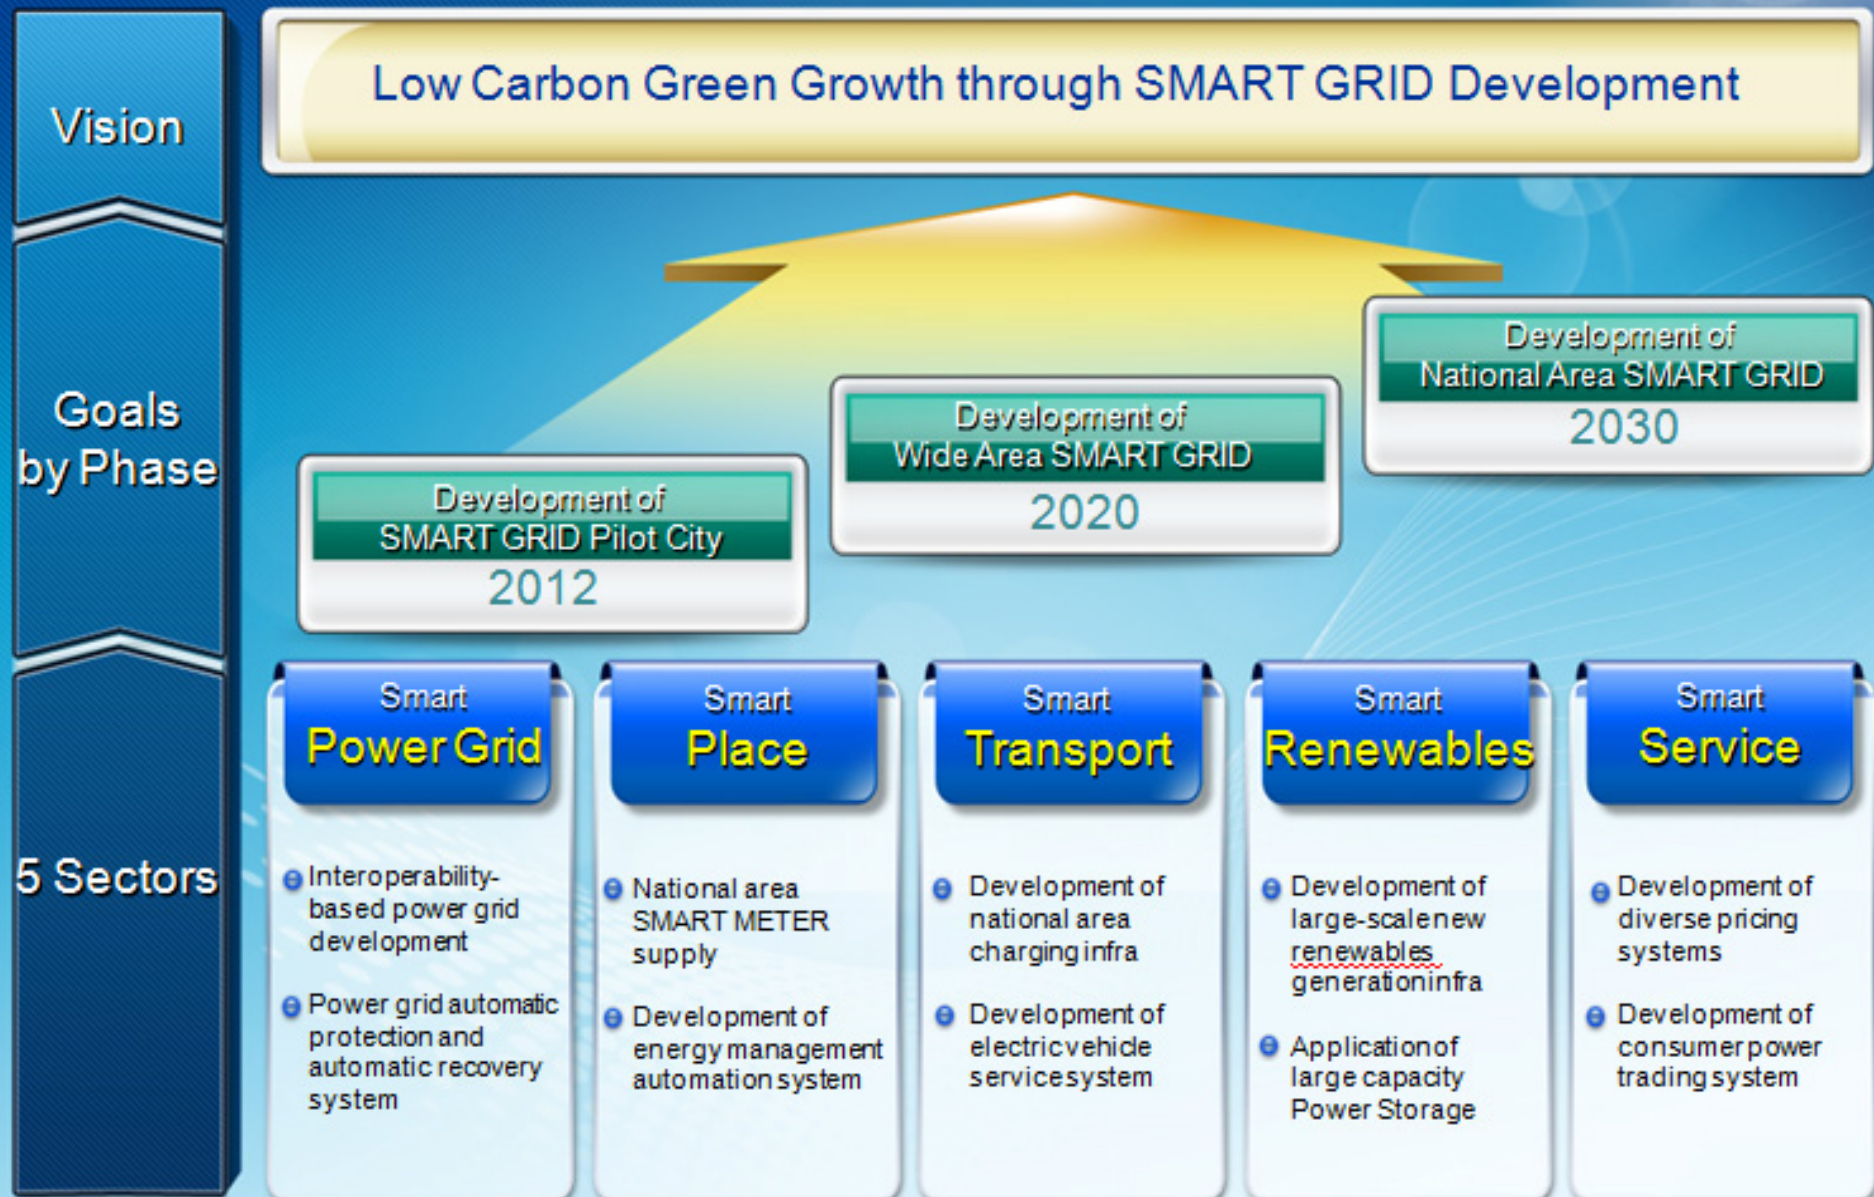 Vision
Low Carbon Green Growth through SMART GRID Development
Goals
by Phase
Development of
SMART GRID Pilot City
2012
Development of
Wide Area SMART GRID
2020
Development of
National Area SMART GRID
2030
5 Sectors
Smart
Power Grid
Interoperability-
based power grid
development
Power grid automatic
protection and
automatic recovery
system
Smart
Place
National area
SMART METER
supply
Development of
energy management
automation system
Smart
Transport
Development of
national area
charging infra
Development of
electric vehicle
service system
Smart
Renewables
Development of
large-scale new
renewables
generation infra
Application of
large capacity
Power Storage
Smart
Service
Development of
diverse pricing
systems
Development of
consumer power
trading system